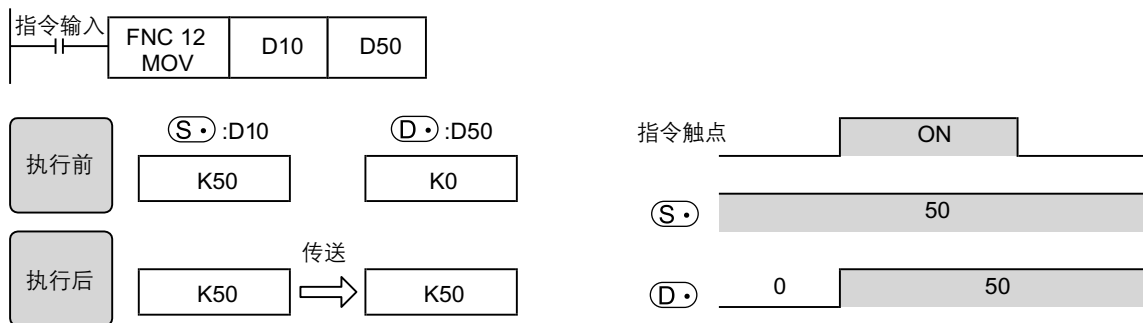 指令输入
FNC 12
MOV
D10
D50
执行前
S· :D10
D· :D50
K50
K0
执行后
K50
传送
K50
指令触点
ON
S·
50
D·
0
50